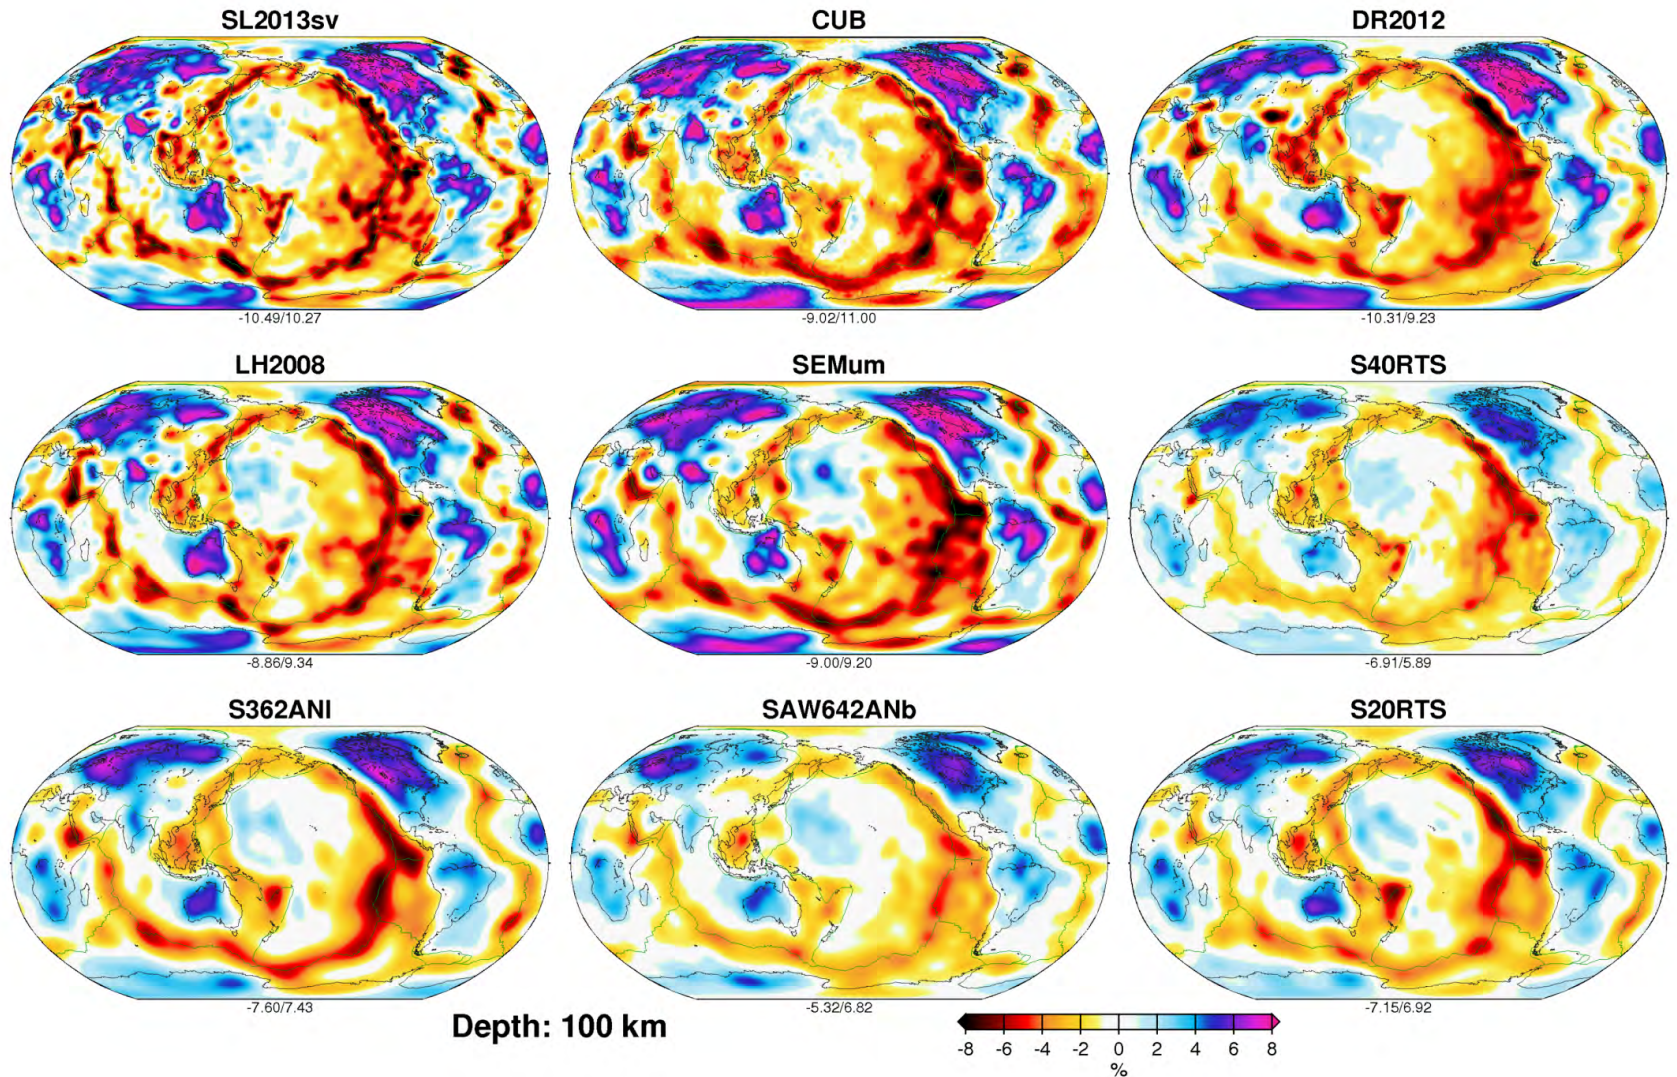 SL2013sv
CUB
DR2012
-10.49/10.27
-9.02/11.00
-10.31/9.23
LH2008
SEMum
S40RTS
-8.86/9.34
-9.00/9.20
-6.91/5.89
S362ANI
SAW642ANb
S20RTS
-7.60/7.43
-5.32/6.82
-7.15/6.92
Depth: 100 km
-8 -6 -4 -2 0 2 4 6 8
%